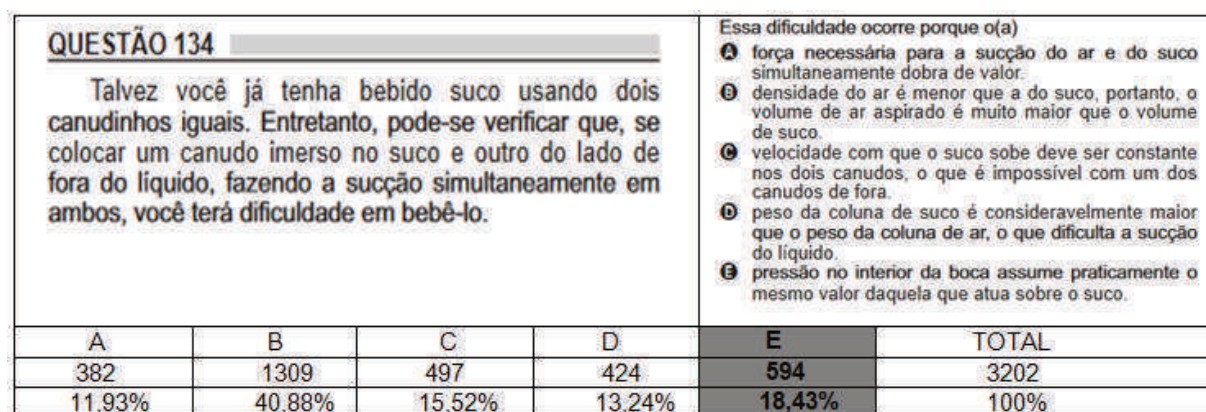 QUESTÃO 134
Talvez você já tenha bebido suco usando dois
canudinhos iguais. Entretanto, pode-se verificar que, se
colocar um canudo imerso no suco e outro do lado de
fora do líquido, fazendo a sucção simultaneamente em
ambos, você terá dificuldade em bebê-lo.
Essa dificuldade ocorre porque o(a)
A força necessária para a sucção do ar e do suco
simultaneamente dobra de valor.
B densidade do ar é menor que a do suco, portanto, o
volume de ar aspirado é muito maior que o volume
de suco.
C velocidade com que o suco sobe deve ser constante
nos dois canudos, o que é impossível com um dos
canudos de fora.
D peso da coluna de suco é consideravelmente maior
que o peso da coluna de ar, o que dificulta a sucção
do líquido.
E pressão no interior da boca assume praticamente o
mesmo valor daquela que atua sobre o suco.
A B C D E TOTAL
382 1309 497 424 594 3202
11,93% 40,88% 15,52% 13,24% 18,43% 100%